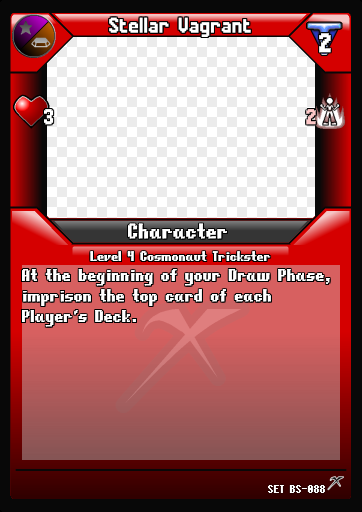 Stellar Vagrant
2
3
2
Character
Level 4 Cosmonaut Trickster
At the beginning of your Draw Phase,
imprison the top card of each
Player's Deck.
SET BS-088